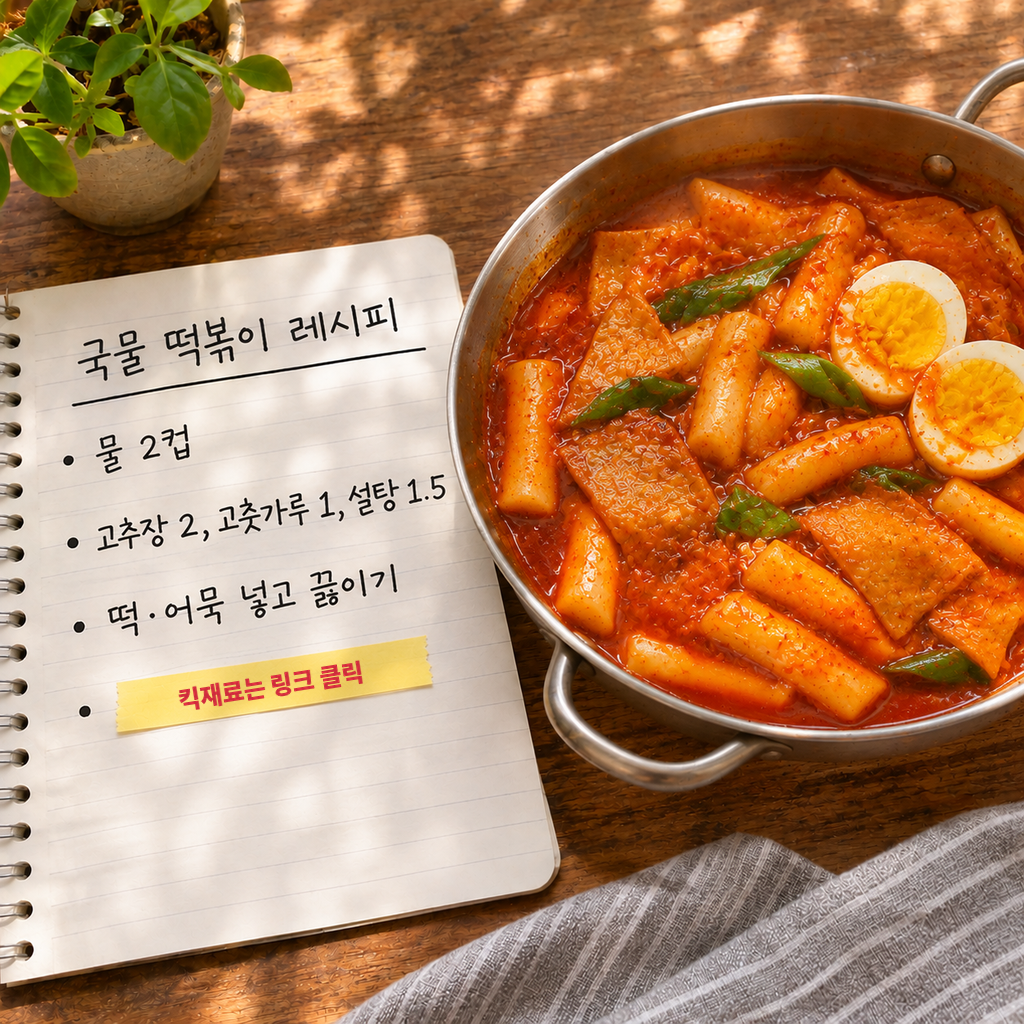 국물 떡볶이 레시피
• 물 2컵
• 고추장 2, 고춧가루 1, 설탕 1.5
• 떡·어묵 넣고 끓이기
• 킥재료는 링크 클릭